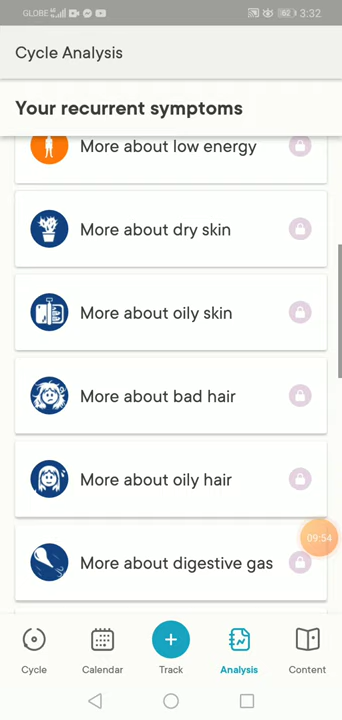 GLOBE 62 3:32
Cycle Analysis
Your recurrent symptoms
More about low energy
More about dry skin
More about oily skin
More about bad hair
More about oily hair
09:54
More about digestive gas
Cycle Calendar Track Analysis Content